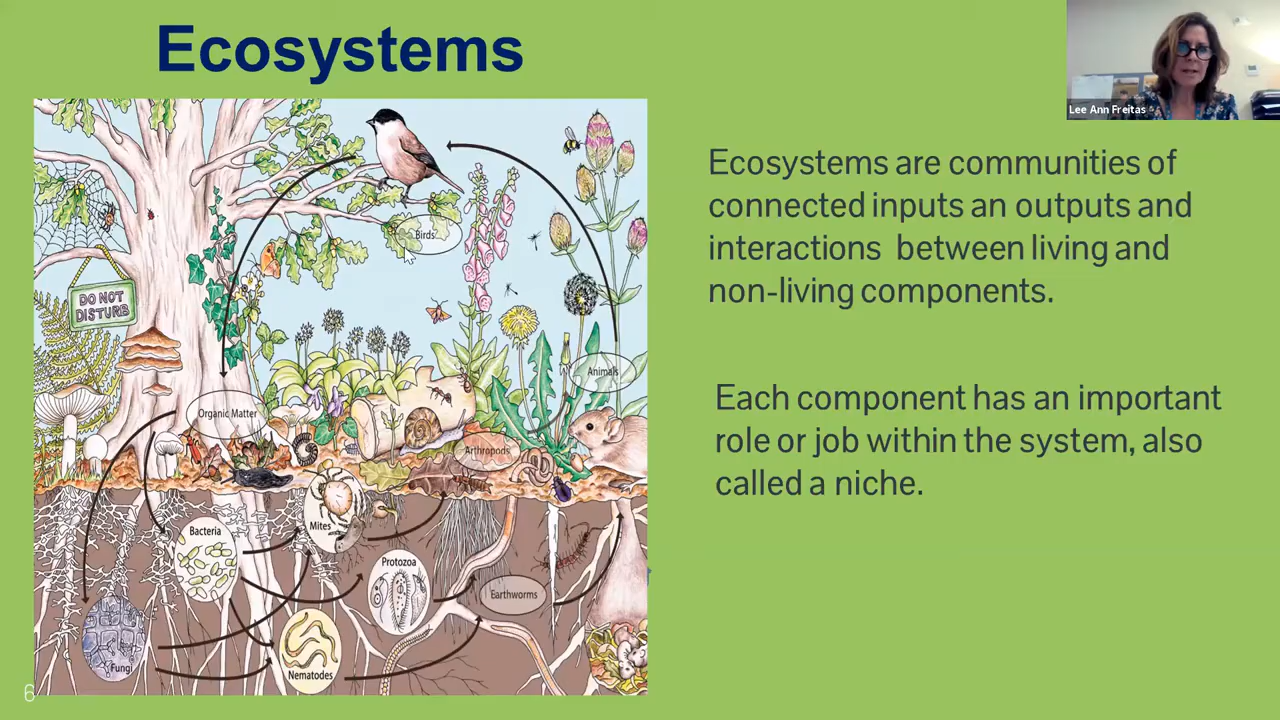 Ecosystems
Lee Ann Freitas
Ecosystems are communities of
connected inputs an outputs and
interactions between living and
non-living components.
Each component has an important
role or job within the system, also
called a niche.
Birds
DO NOT
DISTURB
Animals
Organic Matter
Arthropods
Mites
Bacteria
Protozoa
Earthworms
Fungi
Nematodes
6